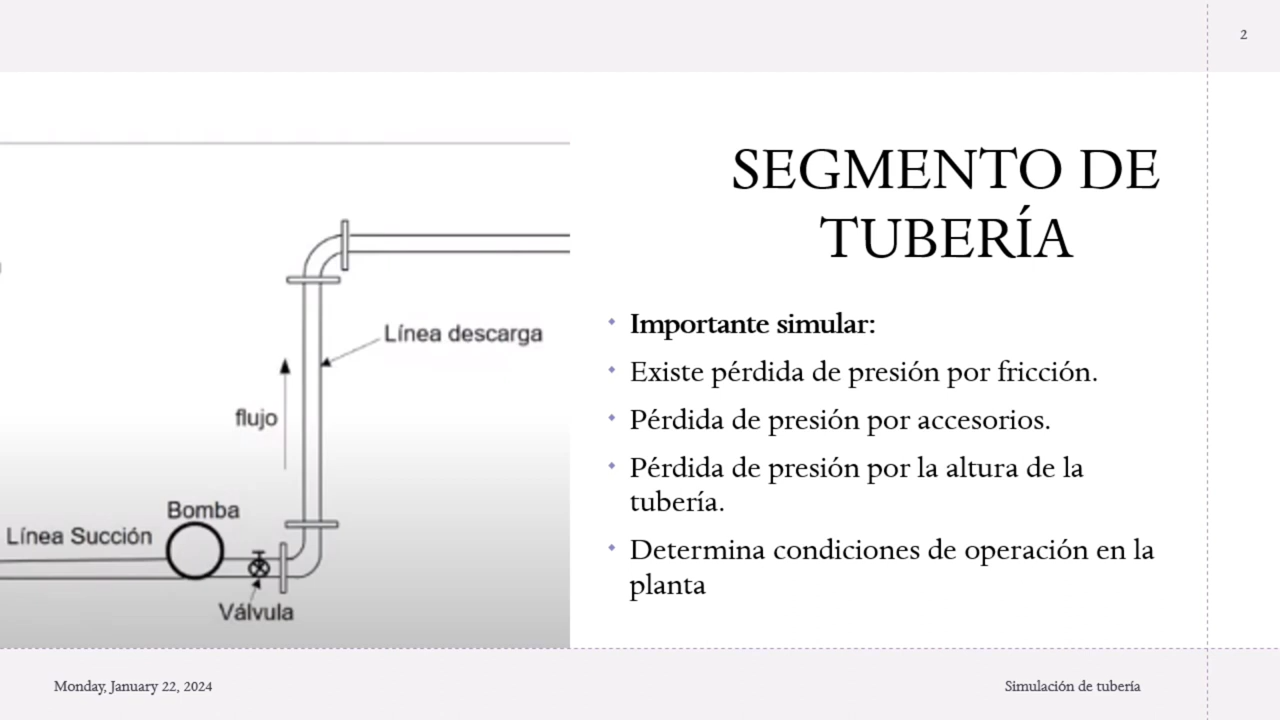 2
SEGMENTO DE
TUBERÍA
Línea descarga
flujo
Bomba
Línea Succión
Válvula
Importante simular:
Existe pérdida de presión por fricción.
Pérdida de presión por accesorios.
Pérdida de presión por la altura de la
tubería.
Determina condiciones de operación en la
planta
Monday, January 22, 2024
Simulación de tubería